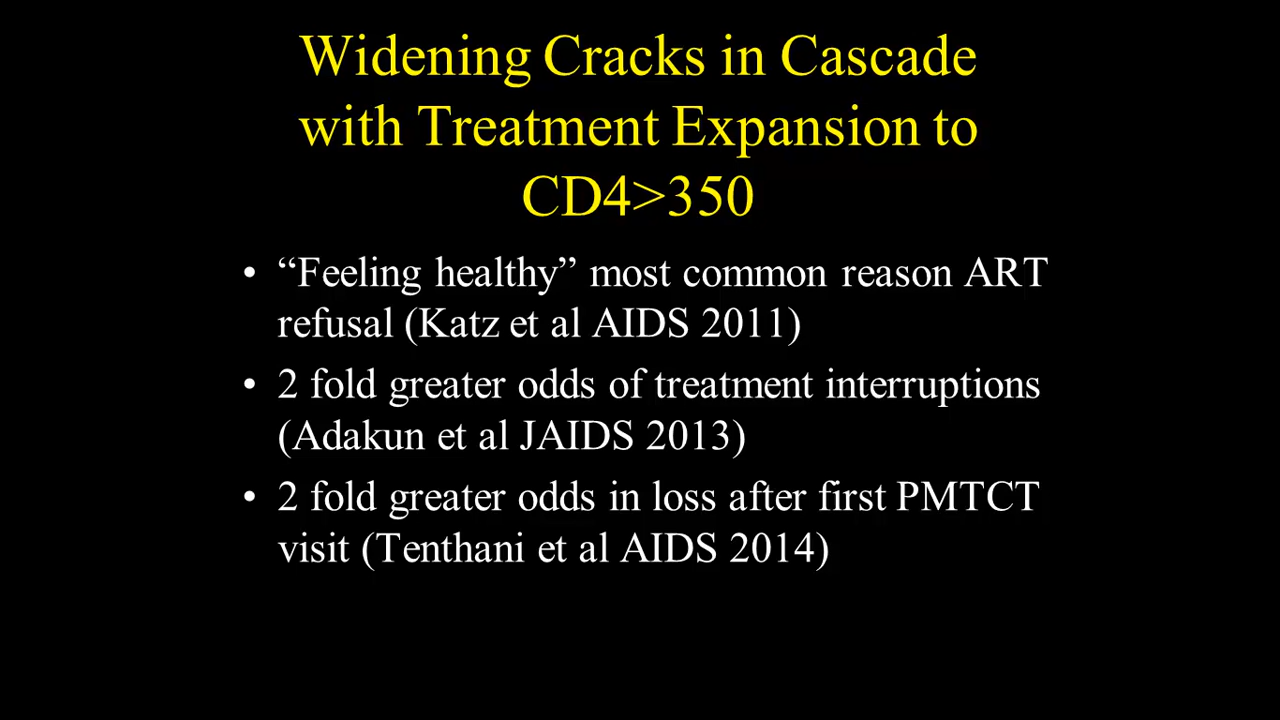 Widening Cracks in Cascade
with Treatment Expansion to
CD4>350
• “Feeling healthy” most common reason ART
refusal (Katz et al AIDS 2011)
• 2 fold greater odds of treatment interruptions
(Adakun et al JAIDS 2013)
• 2 fold greater odds in loss after first PMTCT
visit (Tenthani et al AIDS 2014)